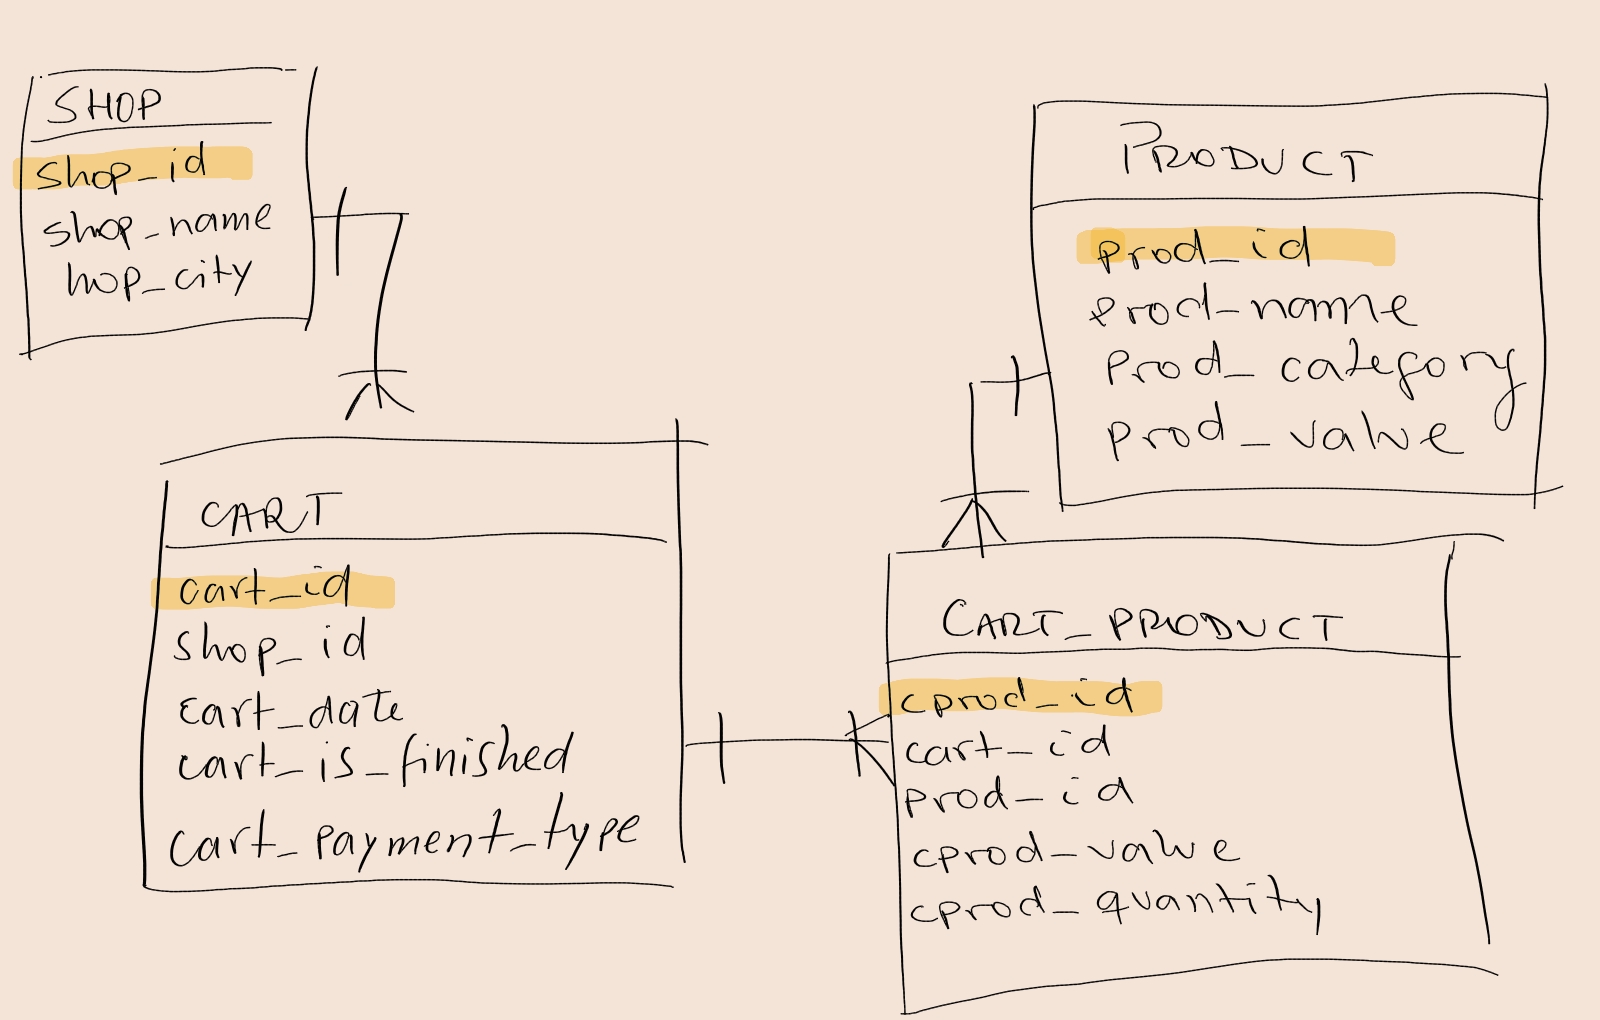 SHOP
shop_id
shop_name
hop_city
PRODUCT
prod_id
prod_name
prod_category
prod_value
CART
cart_id
shop_id
cart_date
cart_is_finished
cart_payment_type
CART_PRODUCT
cprod_id
cart_id
prod_id
cprod_value
cprod_quantity